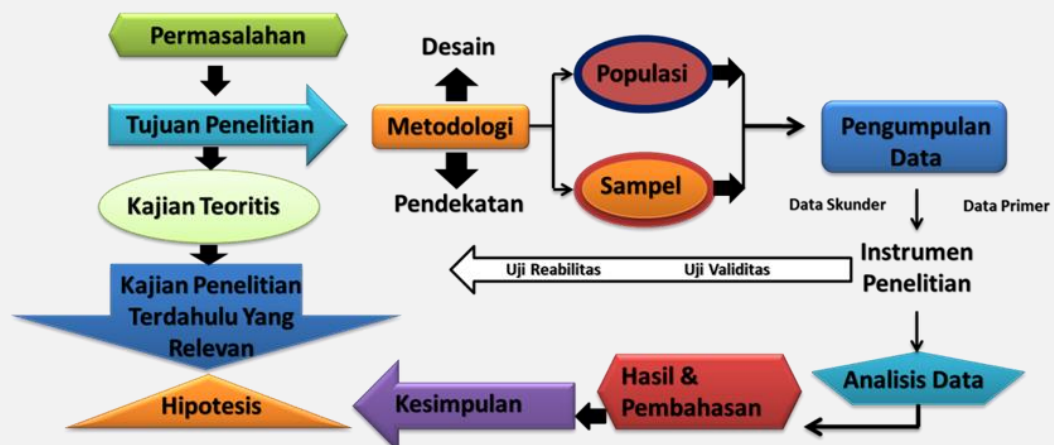 Permasalahan
Tujuan Penelitian
Kajian Teoritis
Kajian Penelitian
Terdahulu Yang
Relevan
Hipotesis
Desain
Metodologi
Pendekatan
Populasi
Sampel
Pengumpulan
Data
Data Skunder
Data Primer
Instrumen
Penelitian
Uji Reabilitas
Uji Validitas
Analisis Data
Hasil &
Pembahasan
Kesimpulan